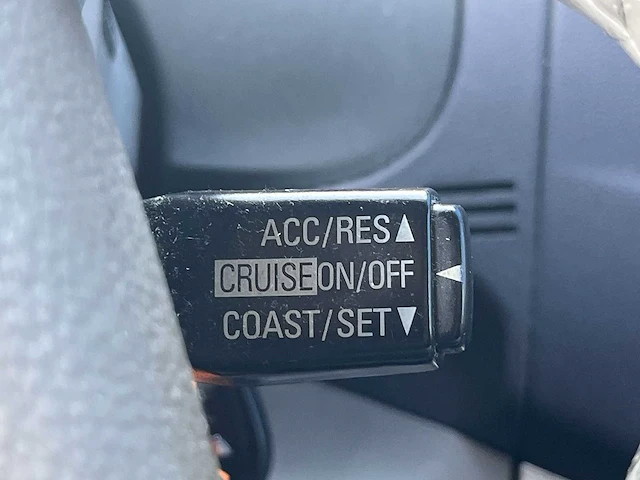 ACC/RES▲
CRUISE ON/OFF ◀
COAST/SET▼